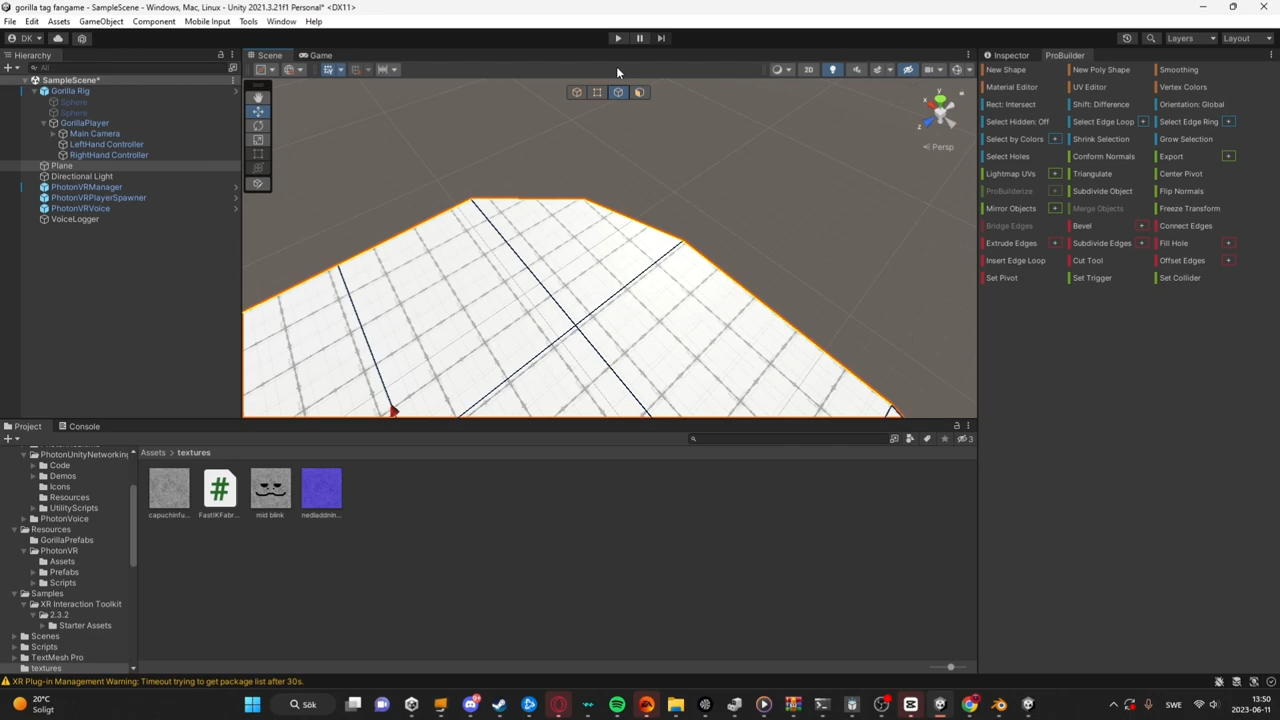 gorilla tag fangame - SampleScene - Windows, Mac, Linux - Unity 2021.3.21f1 Personal* <DX11>
File Edit Assets GameObject Component Mobile Input Tools Window Help
DK Layers Layout
Hierarchy
All
SampleScene*
Gorilla Rig
Sphere
Sphere
GorillaPlayer
Main Camera
LeftHand Controller
RightHand Controller
Plane
Directional Light
PhotonVRManager
PhotonVRPlayerSpawner
PhotonVRVoice
VoiceLogger
Scene Game
2D
y
x
z
Persp
Inspector ProBuilder
New Shape New Poly Shape Smoothing
Material Editor UV Editor Vertex Colors
Rect: Intersect Shift: Difference Orientation: Global
Select Hidden: Off Select Edge Loop + Select Edge Ring +
Select by Colors + Shrink Selection Grow Selection
Select Holes Conform Normals Export +
Lightmap UVs + Triangulate Center Pivot
ProBuilderize + Subdivide Object Flip Normals
Mirror Objects + Merge Objects Freeze Transform
Bridge Edges Bevel + Connect Edges
Extrude Edges + Subdivide Edges + Fill Hole +
Insert Edge Loop Cut Tool Offset Edges +
Set Pivot Set Trigger Set Collider
Project Console
3
PhotonUnityNetworking
Code
Demos
Icons
Resources
UtilityScripts
PhotonVoice
Resources
GorillaPrefabs
PhotonVR
Assets
Prefabs
Scripts
Samples
XR Interaction Toolkit
2.3.2
Starter Assets
Scenes
Scripts
TextMesh Pro
textures
Assets > textures
#
capuchinfu... FastIKFabr... mid blink nedladdnin...
XR Plug-in Management Warning: Timeout trying to get package list after 30s.
20°C
Soligt
Sök
SWE
13:50
2023-06-11